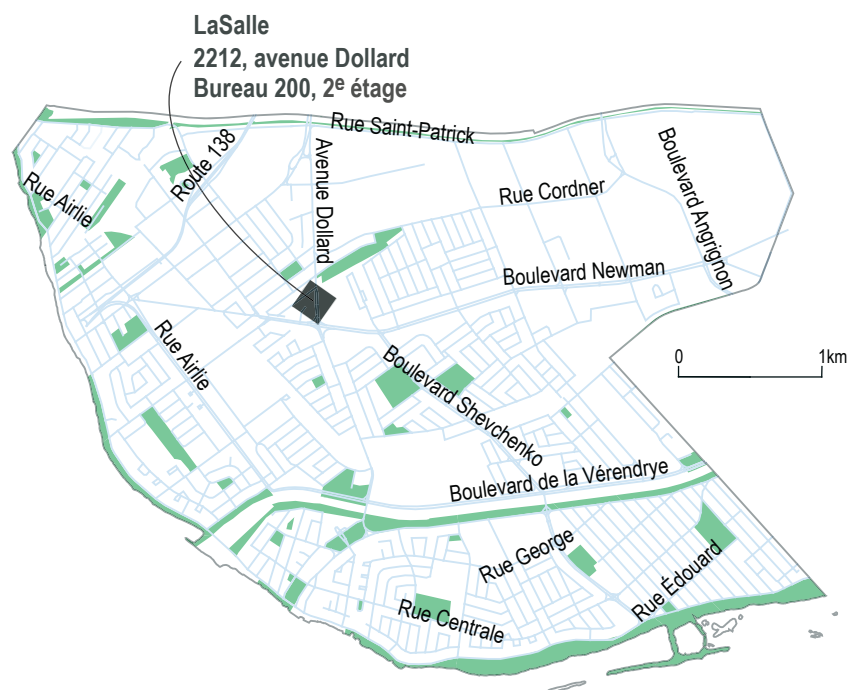 LaSalle
2212, avenue Dollard
Bureau 200, 2e étage
Rue Saint-Patrick
Boulevard Angrignon
Route 138
Avenue Dollard
Rue Airlie
Rue Cordner
Boulevard Newman
Rue Airlie
Boulevard Shevchenko
0 1km
Boulevard de la Vérendrye
Rue George
Rue Édouard
Rue Centrale